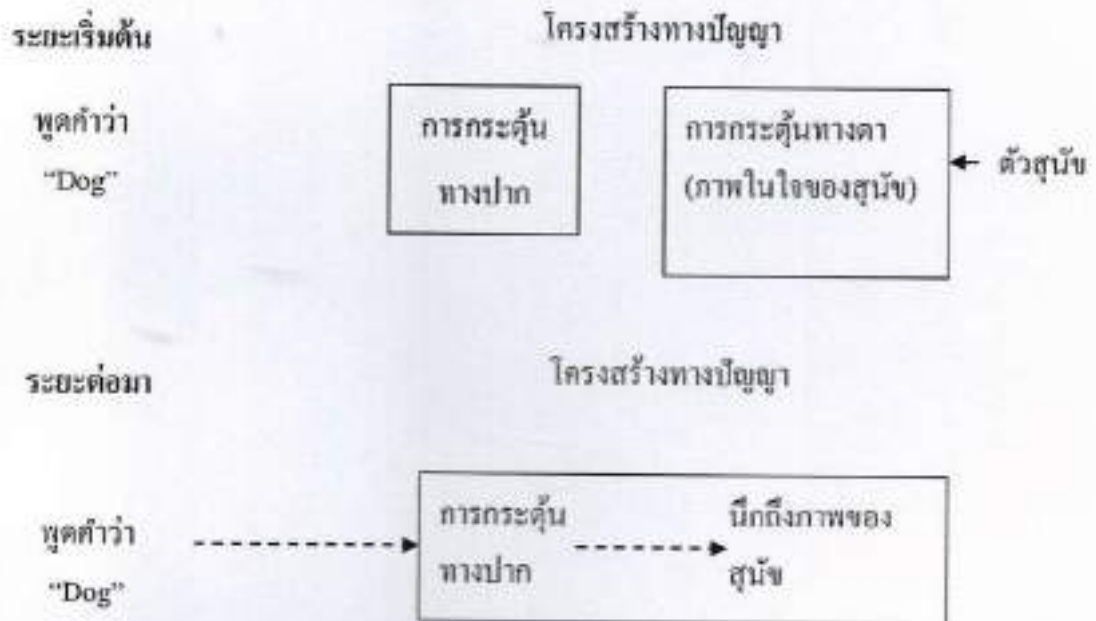 ระยะเริ่มต้น
โครงสร้างทางปัญญา
พูดคำว่า
“Dog”
การกระตุ้น
ทางปาก
การกระตุ้นทางตา
(ภาพในใจของสุนัข)
ตัวสุนัข
ระยะต่อมา
โครงสร้างทางปัญญา
พูดคำว่า
“Dog”
การกระตุ้น
ทางปาก
นึกถึงภาพของ
สุนัข